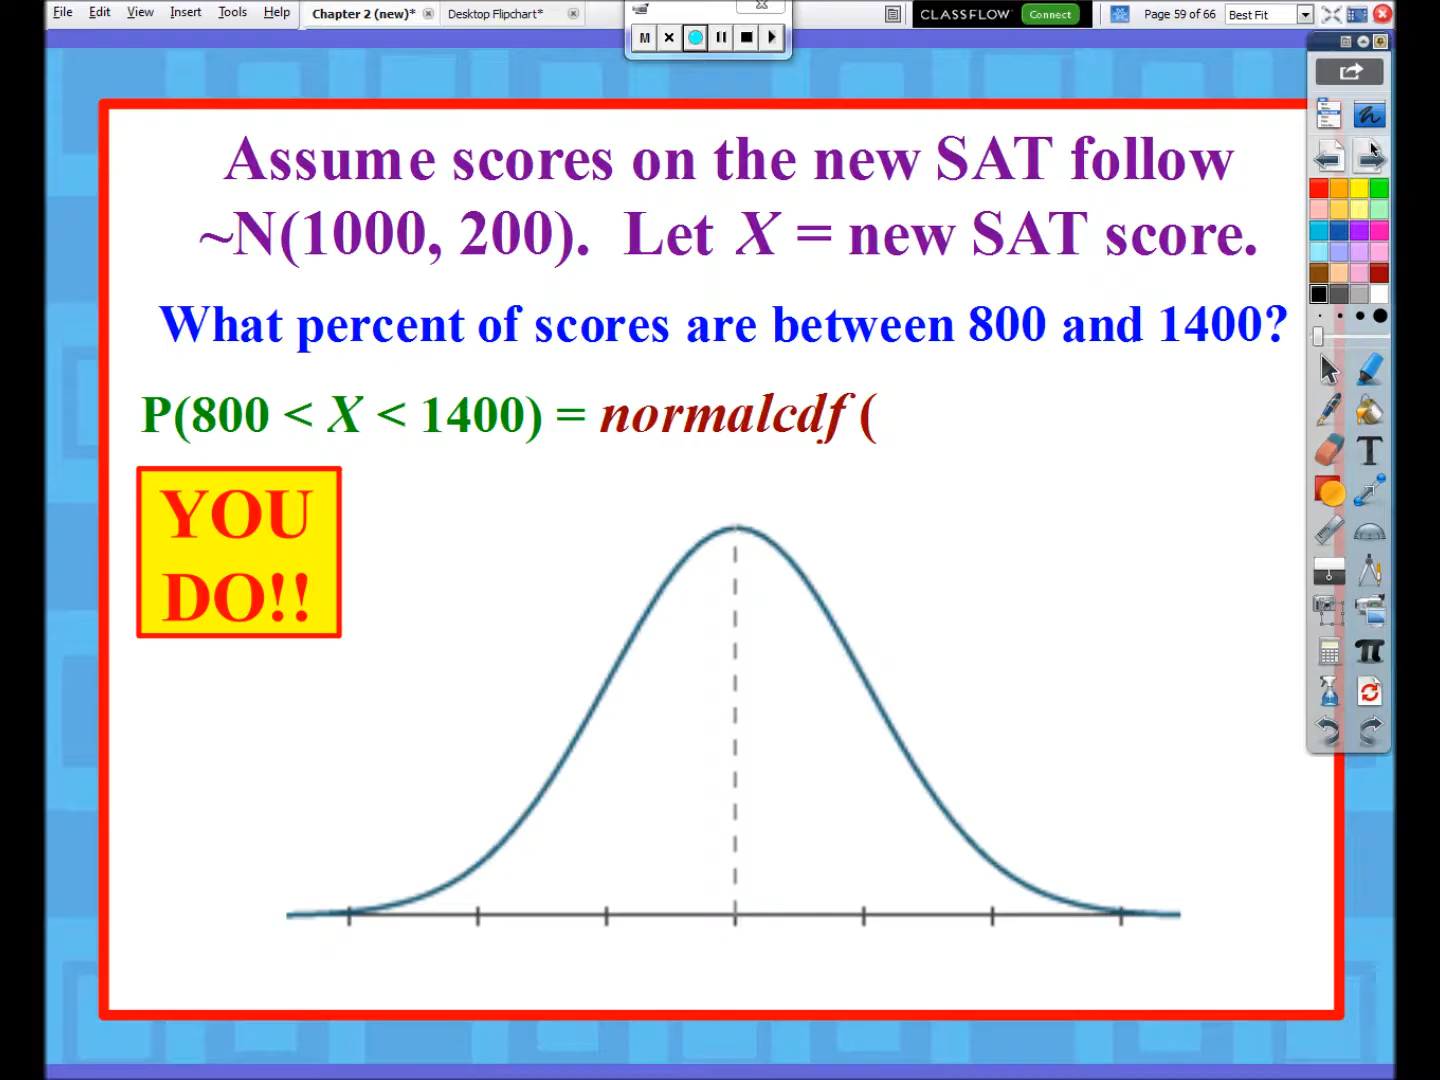 File Edit View Insert Tools Help Chapter 2 (new)* Desktop Flipchart* CLASSFLOW Connect Page 59 of 66 Best Fit
M
Assume scores on the new SAT follow
~N(1000, 200). Let X = new SAT score.
What percent of scores are between 800 and 1400?
P(800 < X < 1400) = normalcdf (
YOU
DO!!
T
π